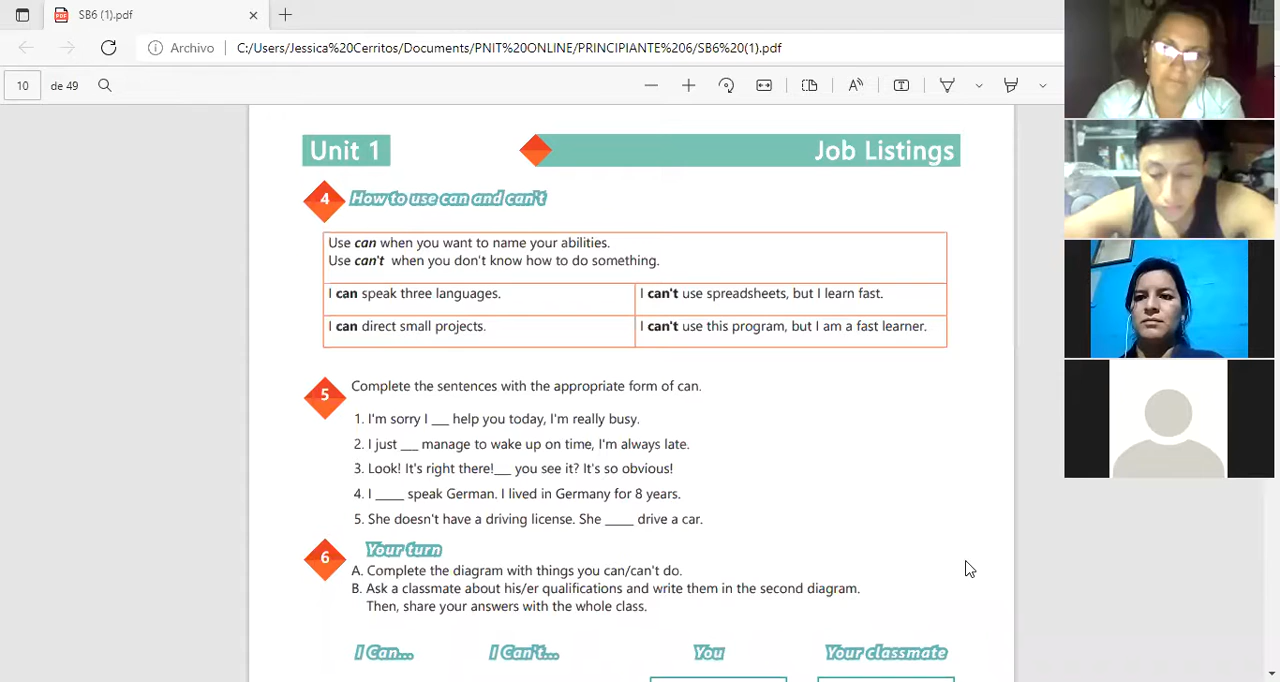 SB6 (1).pdf
Archivo
C:/Users/Jessica%20Cerritos/Documents/PNIT%20ONLINE/PRINCIPIANTE%206/SB6%20(1).pdf
10 de 49
Unit 1
Job Listings
4 How to use can and can't
Use can when you want to name your abilities.
Use can't when you don't know how to do something.
I can speak three languages.
I can't use spreadsheets, but I learn fast.
I can direct small projects.
I can't use this program, but I am a fast learner.
5 Complete the sentences with the appropriate form of can.
1. I'm sorry I ___ help you today, I'm really busy.
2. I just ___ manage to wake up on time, I'm always late.
3. Look! It's right there!___ you see it? It's so obvious!
4. I _____ speak German. I lived in Germany for 8 years.
5. She doesn't have a driving license. She _____ drive a car.
6 Your turn
A. Complete the diagram with things you can/can't do.
B. Ask a classmate about his/er qualifications and write them in the second diagram.
Then, share your answers with the whole class.
I Can... I Can't... You Your classmate